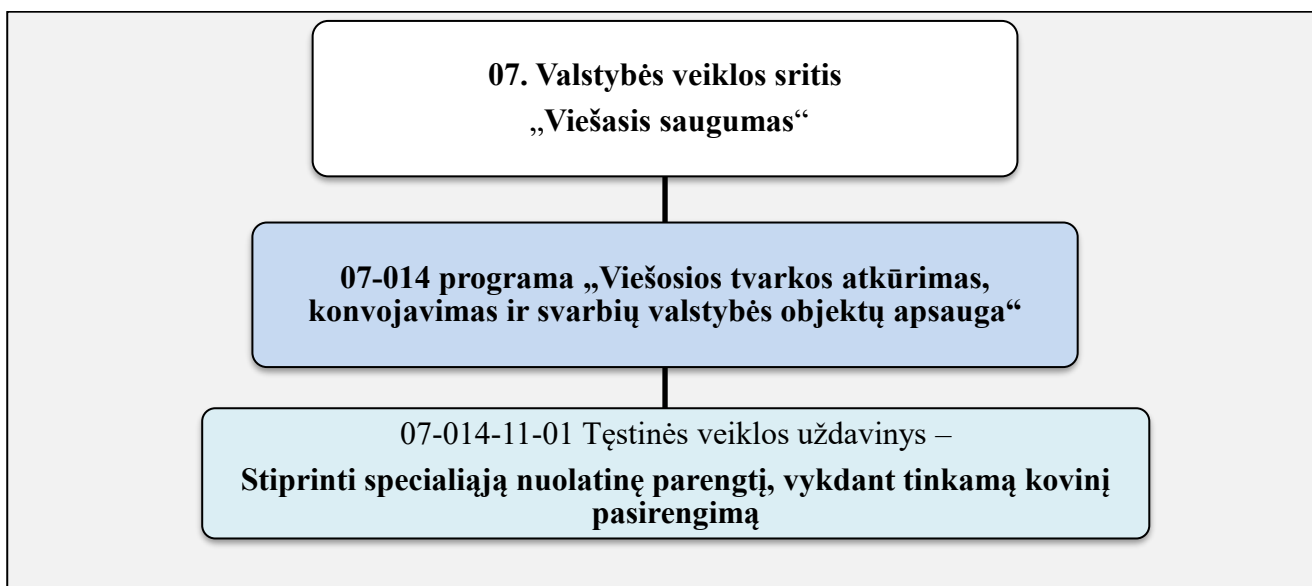 07. Valstybės veiklos sritis
„Viešasis saugumas“
07-014 programa „Viešosios tvarkos atkūrimas,
konvojavimas ir svarbių valstybės objektų apsauga“
07-014-11-01 Tęstinės veiklos uždavinys –
Stiprinti specialiąją nuolatinę parengtį, vykdant tinkamą kovinį
pasirengimą